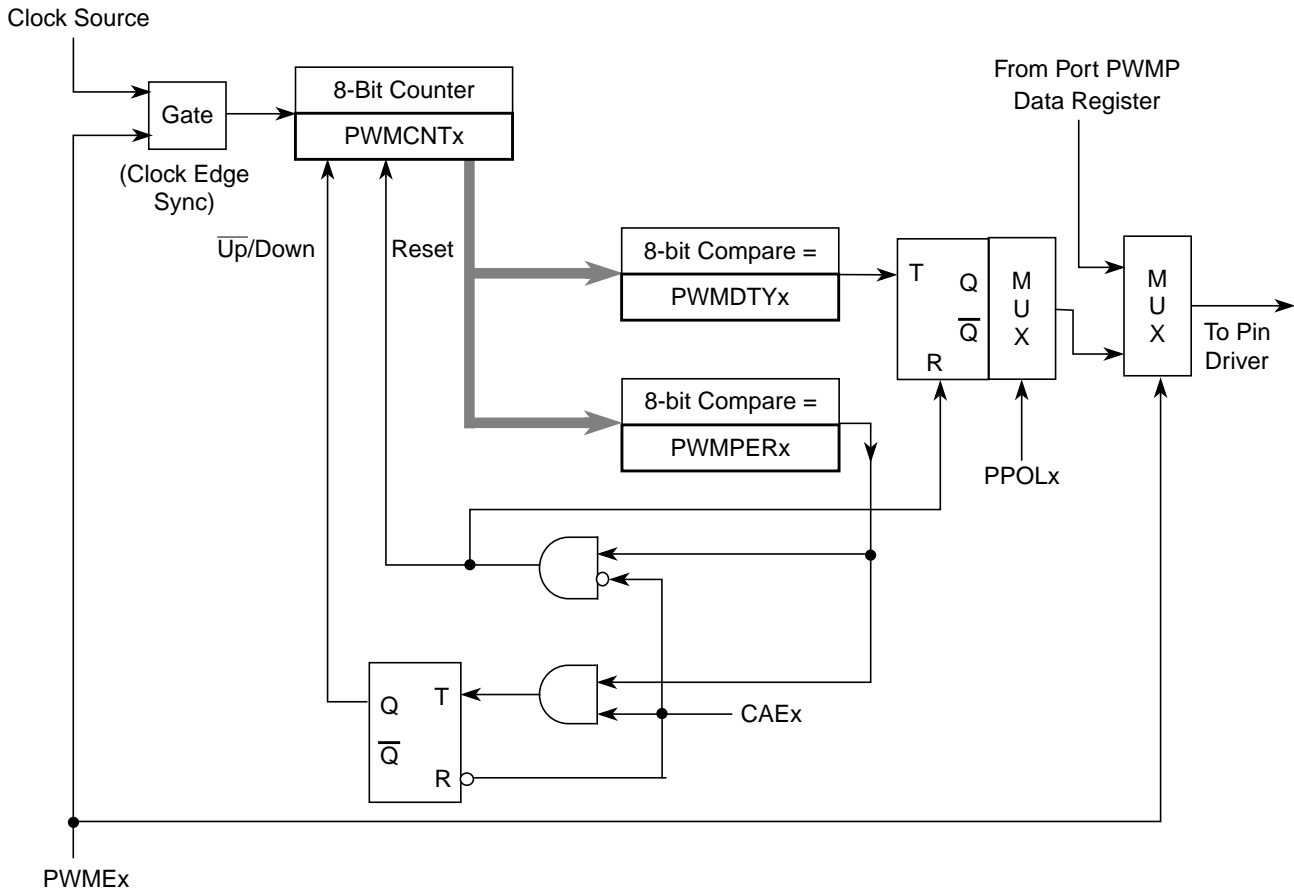 Clock Source
Gate
(Clock Edge
Sync)
8-Bit Counter
PWMCNTx
U̅p̅/Down
Reset
8-bit Compare =
PWMDTYx
8-bit Compare =
PWMPERx
From Port PWMP
Data Register
T
Q
Q̅
R
M
U
X
PPOLx
M
U
X
To Pin
Driver
Q
T
Q̅
R
CAEx
PWMEx